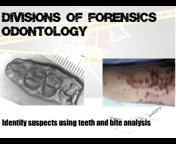 DIVISIONS OF FORENSICS
ODONTOLOGY
Identify suspects using teeth and bite analysis